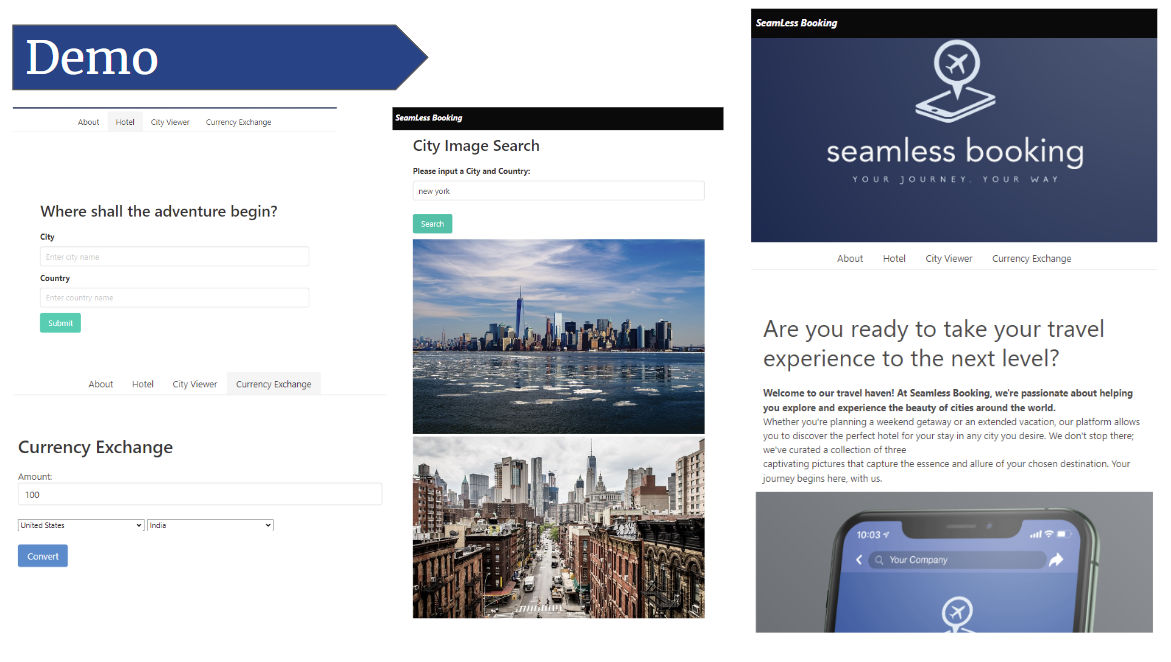 Demo
About Hotel City Viewer Currency Exchange
Where shall the adventure begin?
City
Enter city name
Country
Enter country name
Submit
About Hotel City Viewer Currency Exchange
Currency Exchange
Amount:
100
United States India
Convert
SeamLess Booking
City Image Search
Please input a City and Country:
new york
Search
SeamLess Booking
seamless booking
YOUR JOURNEY. YOUR WAY
About Hotel City Viewer Currency Exchange
Are you ready to take your travel
experience to the next level?
Welcome to our travel haven! At Seamless Booking, we're passionate about helping
you explore and experience the beauty of cities around the world.
Whether you're planning a weekend getaway or an extended vacation, our platform allows
you to discover the perfect hotel for your stay in any city you desire. We don't stop there;
we've curated a collection of three
captivating pictures that capture the essence and allure of your chosen destination. Your
journey begins here, with us.
10:03
Your Company